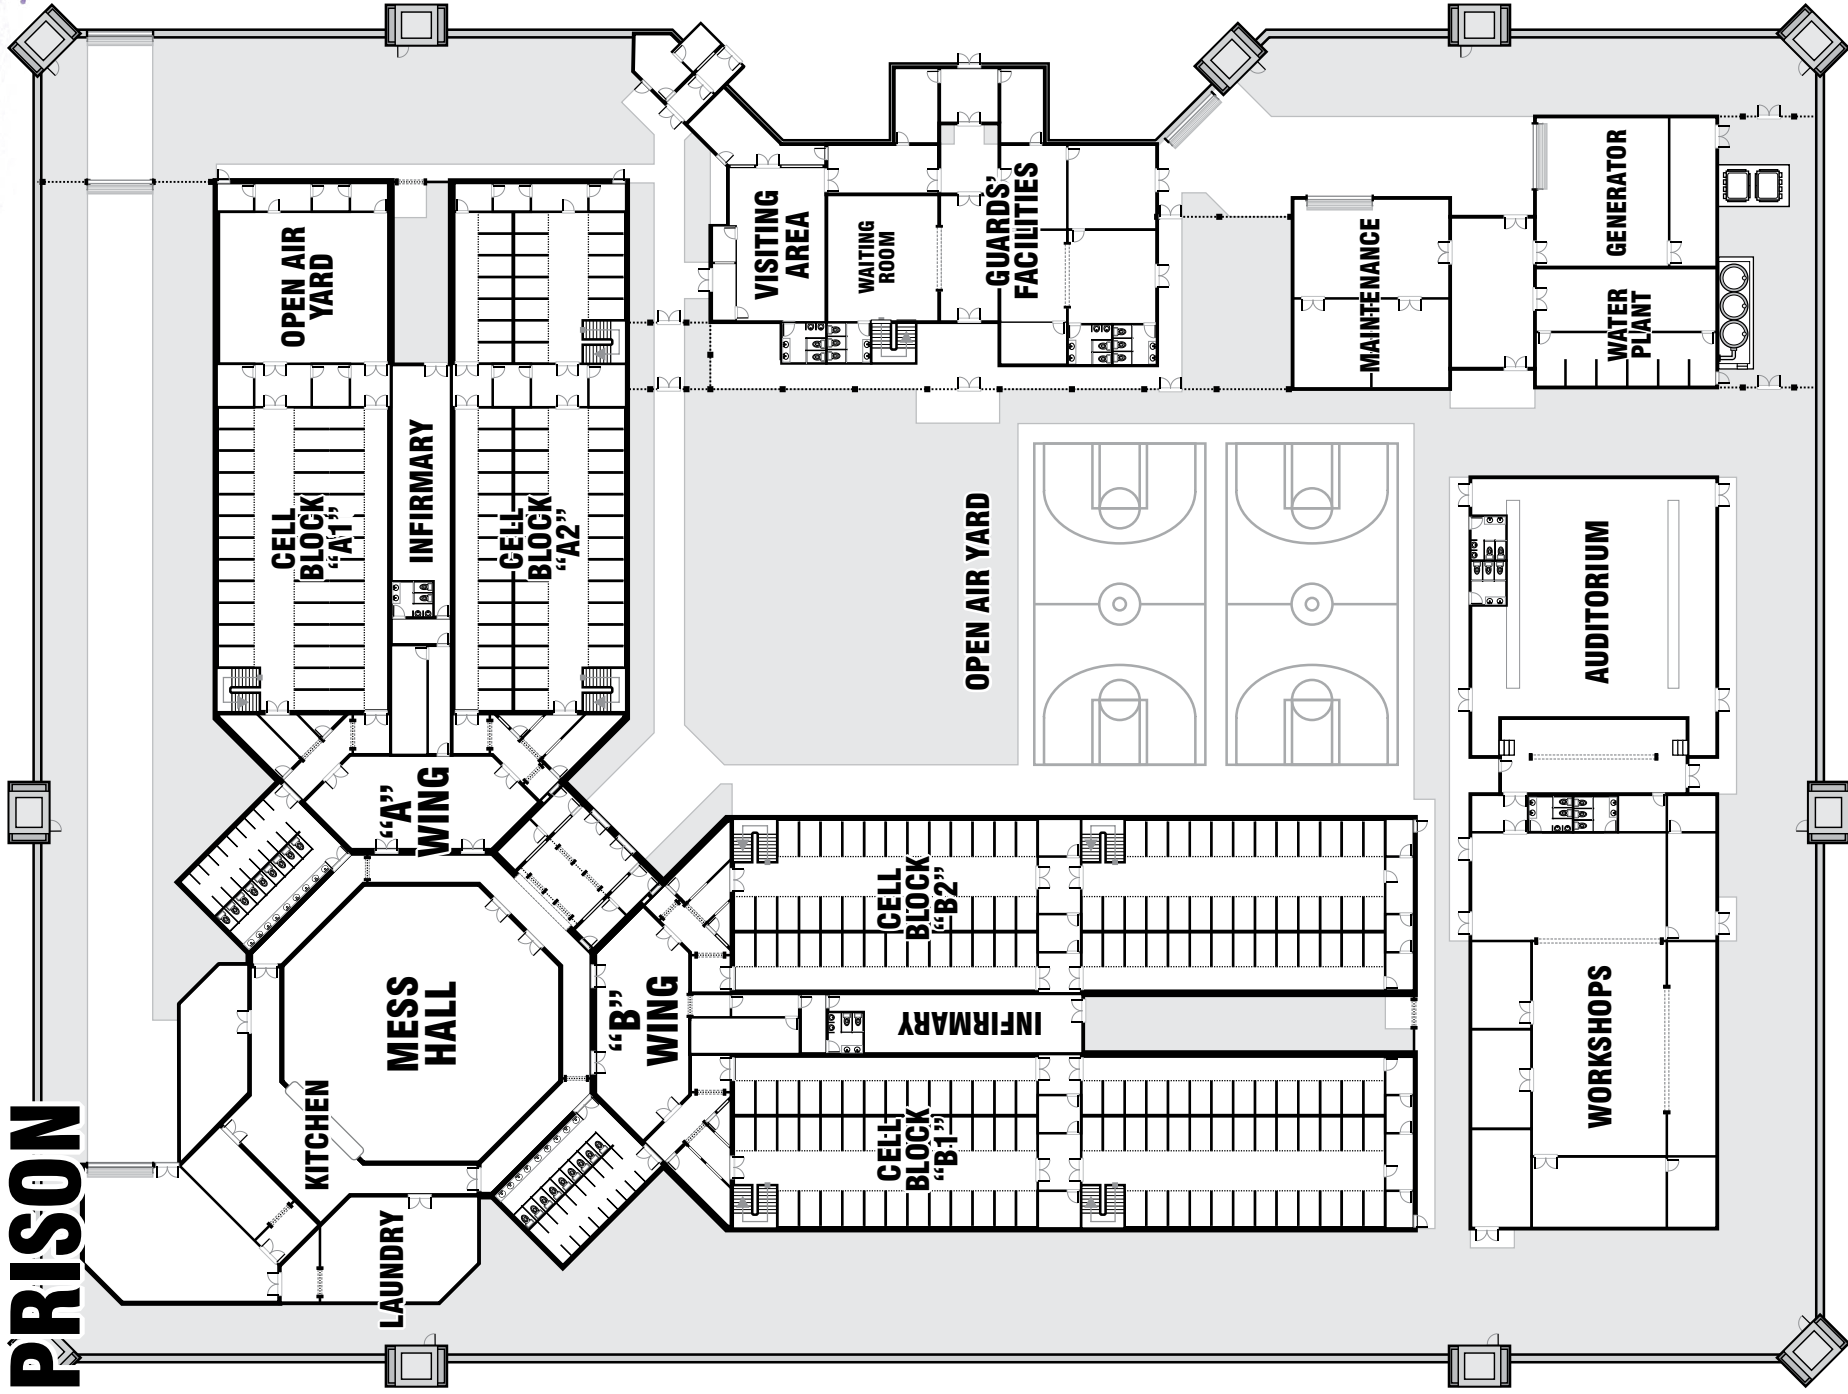 PRISON
OPEN AIR
YARD
CELL
BLOCK
“A1”
INFIRMARY
CELL
BLOCK
“A2”
“A”
WING
VISITING
AREA
WAITING
ROOM
GUARDS’
FACILITIES
MAINTENANCE
GENERATOR
WATER
PLANT
OPEN AIR YARD
AUDITORIUM
WORKSHOPS
MESS
HALL
KITCHEN
LAUNDRY
“B”
WING
CELL
BLOCK
“B2”
INFIRMARY
CELL
BLOCK
“B1”